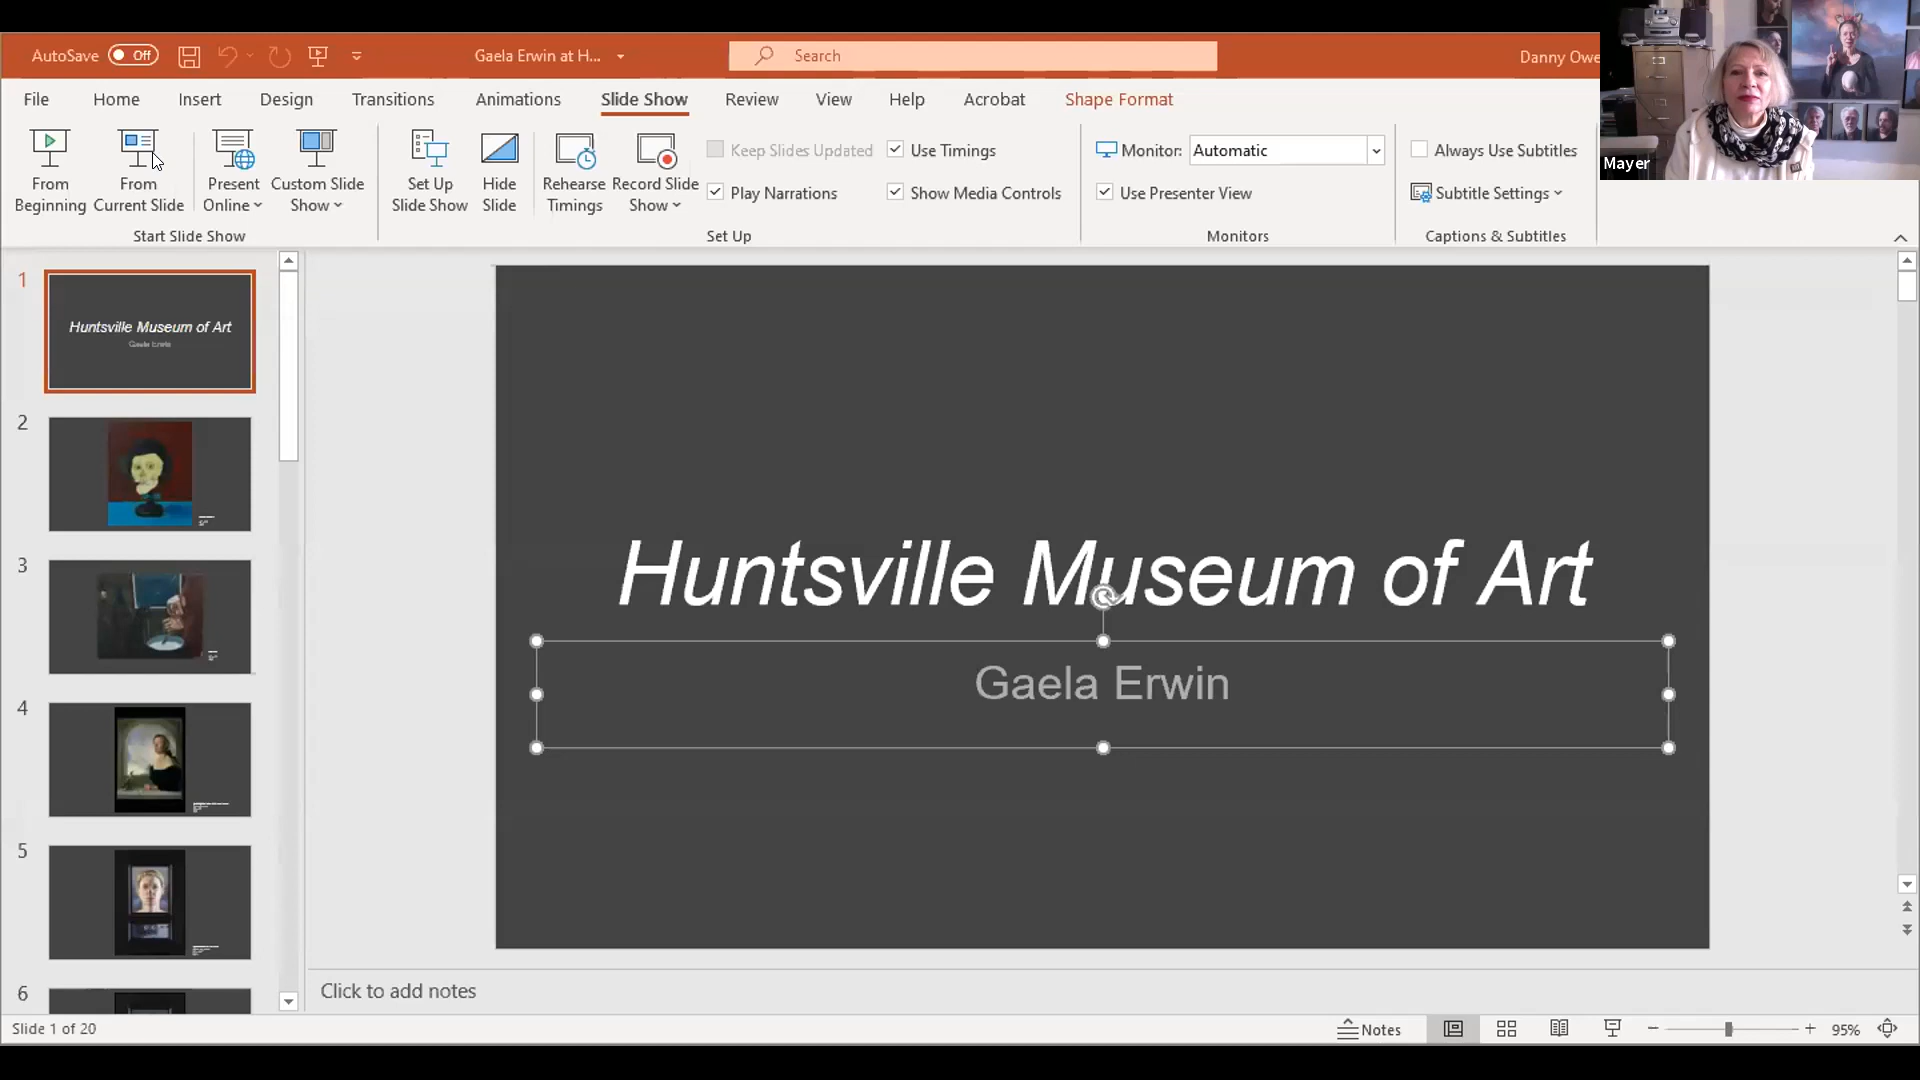 AutoSave Off Gaela Erwin at H... Search Danny Owe
File Home Insert Design Transitions Animations Slide Show Review View Help Acrobat Shape Format
From Beginning
From Current Slide
Present Online
Custom Slide Show
Start Slide Show
Set Up Slide Show
Hide Slide
Rehearse Timings
Record Slide Show
Keep Slides Updated
Play Narrations
Use Timings
Show Media Controls
Set Up
Monitor: Automatic
Use Presenter View
Monitors
Always Use Subtitles
Subtitle Settings
Captions & Subtitles
Mayer
1
Huntsville Museum of Art
Gaela Erwin
2
3
4
5
6
Huntsville Museum of Art
Gaela Erwin
Click to add notes
Slide 1 of 20 Notes 95%